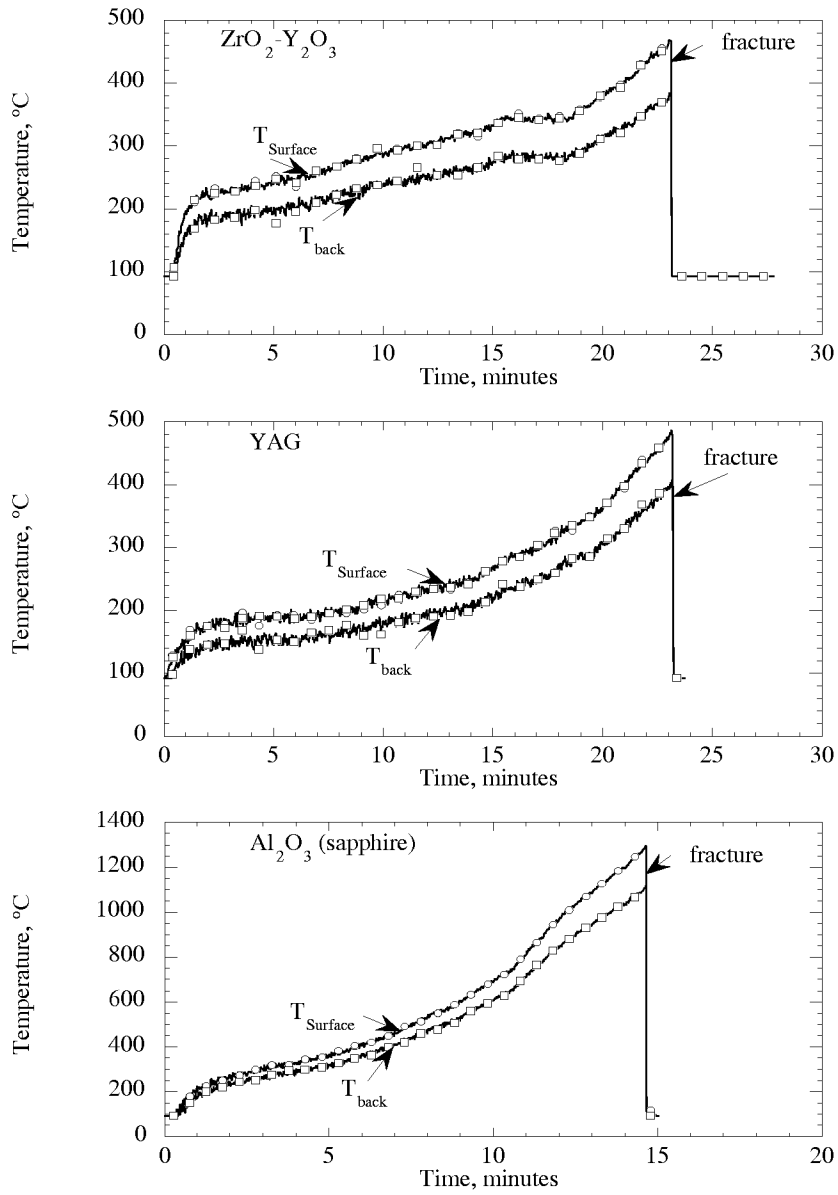 500
ZrO2-Y2O3
fracture
400
TSurface
300
Temperature, °C
200
Tback
100
0
0 5 10 15 20 25 30
Time, minutes
500
YAG
fracture
400
TSurface
300
Temperature, °C
200
Tback
100
0
0 5 10 15 20 25 30
Time, minutes
1400
Al2O3 (sapphire)
fracture
1200
1000
Temperature, °C
800
TSurface
600
400
Tback
200
0
0 5 10 15 20
Time, minutes